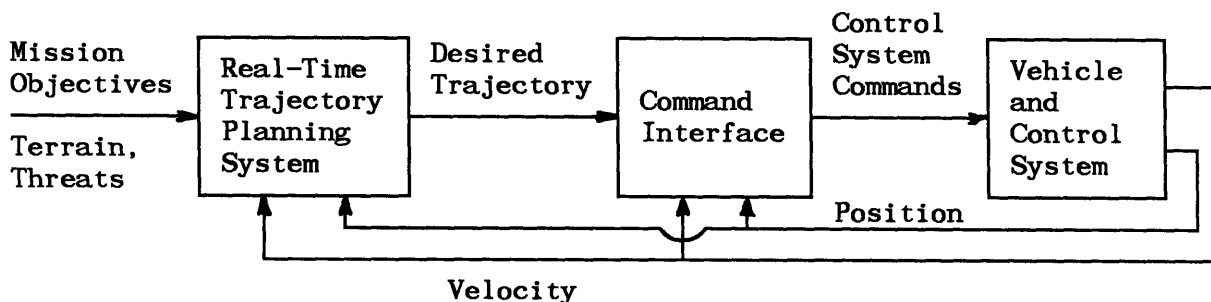 Mission
Objectives
Terrain,
Threats
Real-Time
Trajectory
Planning
System
Desired
Trajectory
Command
Interface
Control
System
Commands
Vehicle
and
Control
System
Position
Velocity